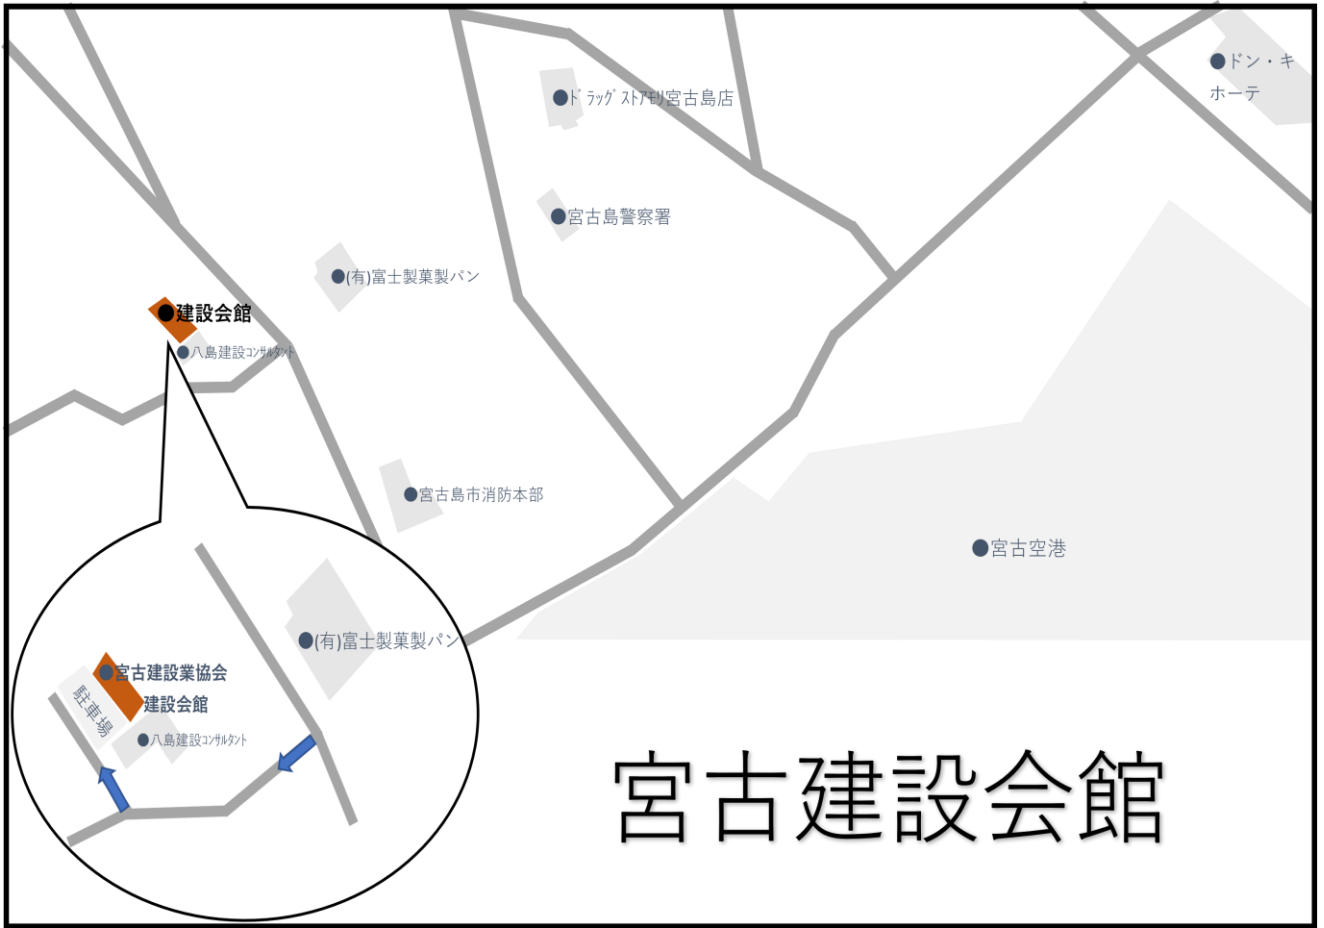 ドン・キ
ホーテ
ﾄﾞﾗｯｸﾞｽﾄｱﾓﾘ宮古島店
宮古島警察署
(有)富士製菓製パン
建設会館
八島建設ｺﾝｻﾙﾀﾝﾄ
宮古島市消防本部
宮古空港
(有)富士製菓製パン
宮古建設業協会
建設会館
駐車場
八島建設ｺﾝｻﾙﾀﾝﾄ
宮古建設会館